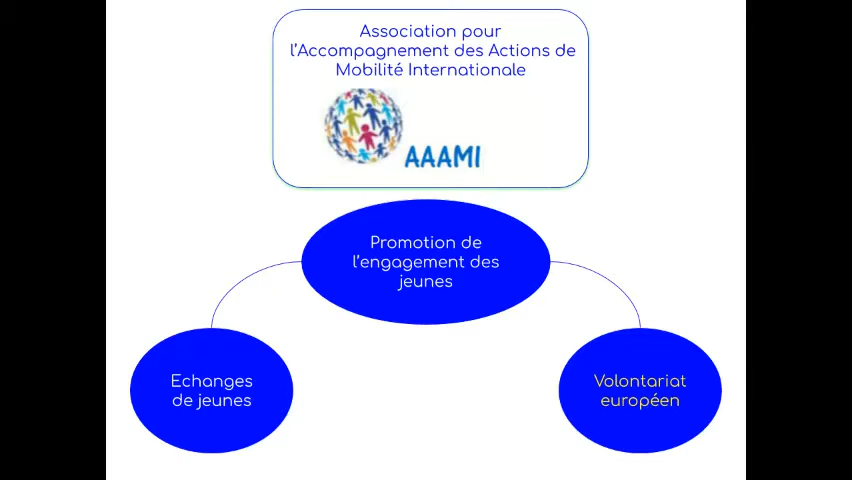 Association pour
l'Accompagnement des Actions de
Mobilité Internationale
AAAMI
Promotion de
l'engagement des
jeunes
Echanges
de jeunes
Volontariat
européen